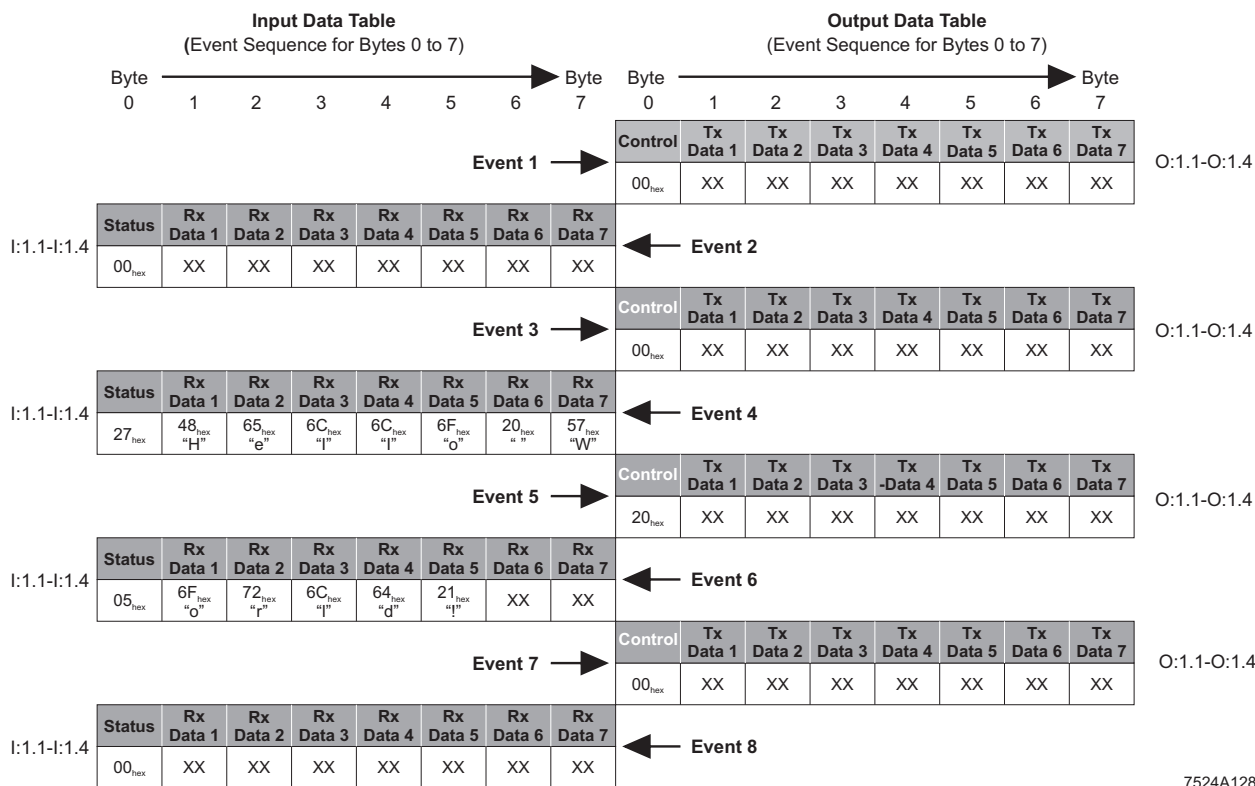 Input Data Table
(Event Sequence for Bytes 0 to 7)
Output Data Table
(Event Sequence for Bytes 0 to 7)
Byte Byte Byte Byte
0 1 2 3 4 5 6 7 0 1 2 3 4 5 6 7
Event 1
Control Tx Data 1 Tx Data 2 Tx Data 3 Tx Data 4 Tx Data 5 Tx Data 6 Tx Data 7
00hex XX XX XX XX XX XX XX
O:1.1-O:1.4
I:1.1-I:1.4
Status Rx Data 1 Rx Data 2 Rx Data 3 Rx Data 4 Rx Data 5 Rx Data 6 Rx Data 7
00hex XX XX XX XX XX XX XX
Event 2
Event 3
Control Tx Data 1 Tx Data 2 Tx Data 3 Tx Data 4 Tx Data 5 Tx Data 6 Tx Data 7
00hex XX XX XX XX XX XX XX
O:1.1-O:1.4
I:1.1-I:1.4
Status Rx Data 1 Rx Data 2 Rx Data 3 Rx Data 4 Rx Data 5 Rx Data 6 Rx Data 7
27hex 48hex “H” 65hex “e” 6Chex “l” 6Chex “l” 6Fhex “o” 20hex “ ” 57hex “W”
Event 4
Event 5
Control Tx Data 1 Tx Data 2 Tx Data 3 Tx -Data 4 Tx Data 5 Tx Data 6 Tx Data 7
20hex XX XX XX XX XX XX XX
O:1.1-O:1.4
I:1.1-I:1.4
Status Rx Data 1 Rx Data 2 Rx Data 3 Rx Data 4 Rx Data 5 Rx Data 6 Rx Data 7
05hex 6Fhex “o” 72hex “r” 6Chex “l” 64hex “d” 21hex “!” XX XX
Event 6
Event 7
Control Tx Data 1 Tx Data 2 Tx Data 3 Tx Data 4 Tx Data 5 Tx Data 6 Tx Data 7
00hex XX XX XX XX XX XX XX
O:1.1-O:1.4
I:1.1-I:1.4
Status Rx Data 1 Rx Data 2 Rx Data 3 Rx Data 4 Rx Data 5 Rx Data 6 Rx Data 7
00hex XX XX XX XX XX XX XX
Event 8
7524A128